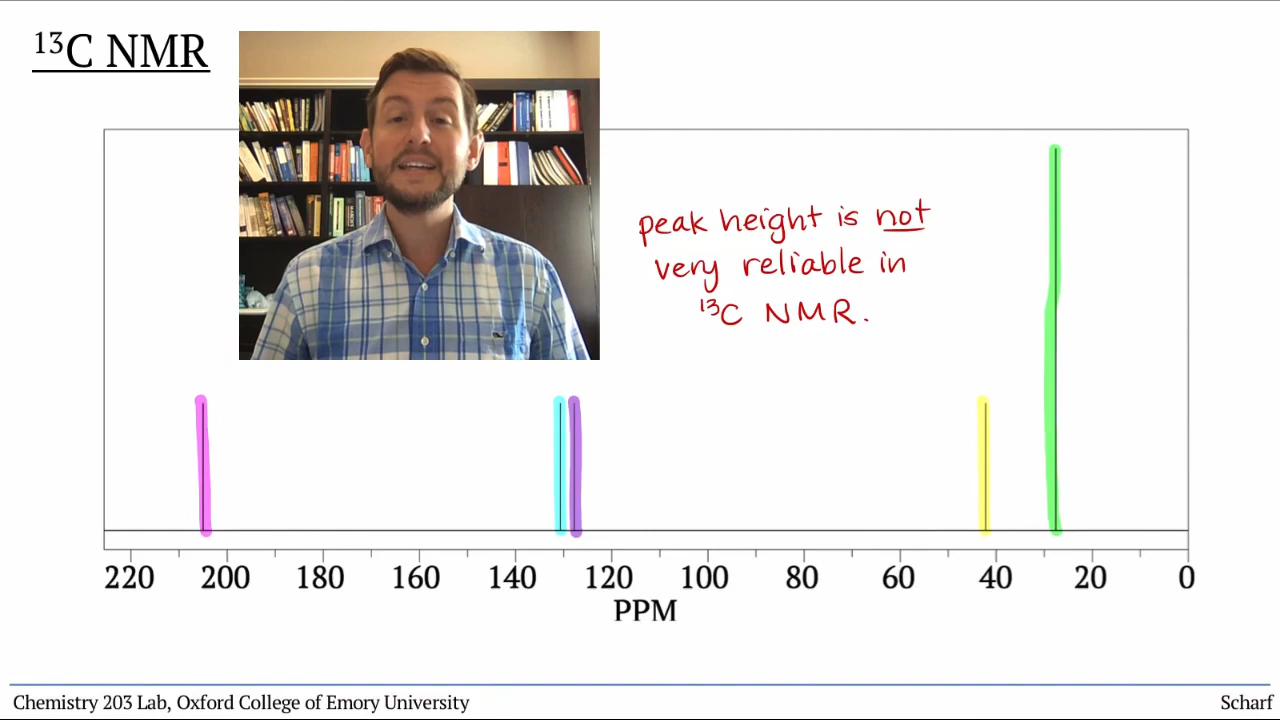 ¹³C NMR
peak height is not
very reliable in
¹³C NMR.
220 200 180 160 140 120 100 80 60 40 20 0
PPM
Chemistry 203 Lab, Oxford College of Emory University
Scharf